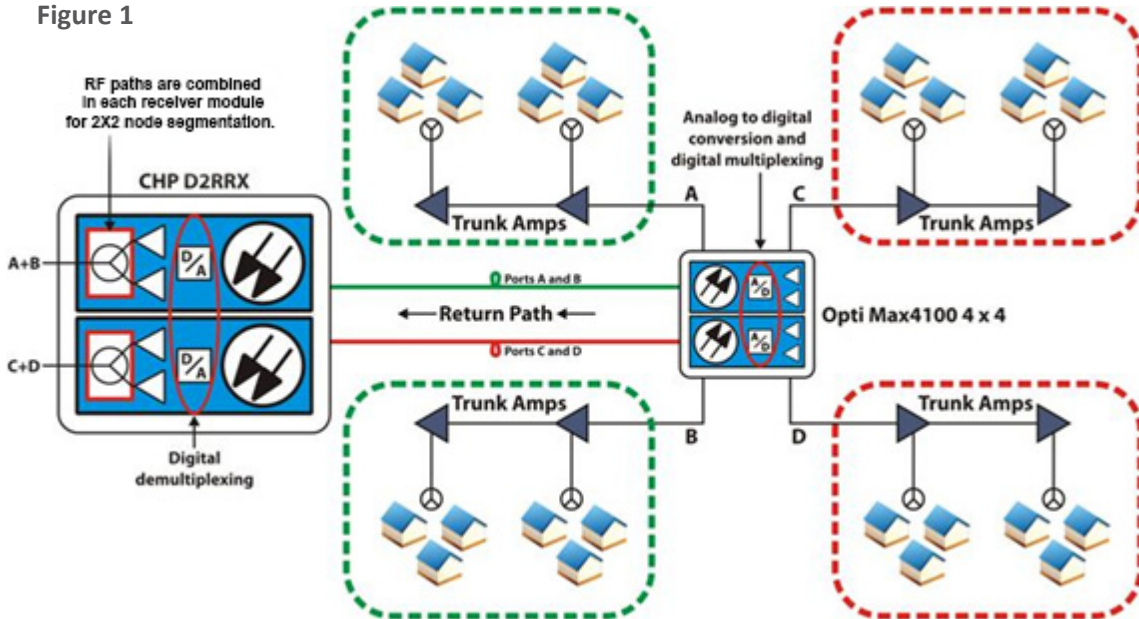 Figure 1
RF paths are combined
in each receiver module
for 2X2 node segmentation.
CHP D2RRX
A+B
D/A
C+D
D/A
Digital
demultiplexing
Trunk Amps
A
Ports A and B
Return Path
Ports C and D
Trunk Amps
B
Analog to digital
conversion and
digital multiplexing
C
Trunk Amps
A/D
A/D
Opti Max4100 4 x 4
D
Trunk Amps